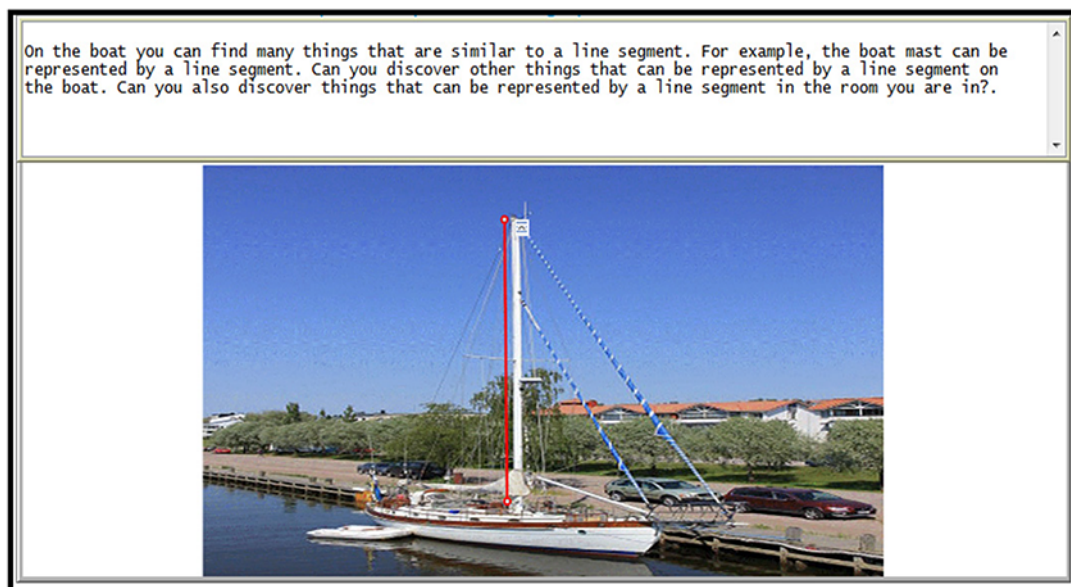 On the boat you can find many things that are similar to a line segment. For example, the boat mast can be
represented by a line segment. Can you discover other things that can be represented by a line segment on
the boat. Can you also discover things that can be represented by a line segment in the room you are in?.